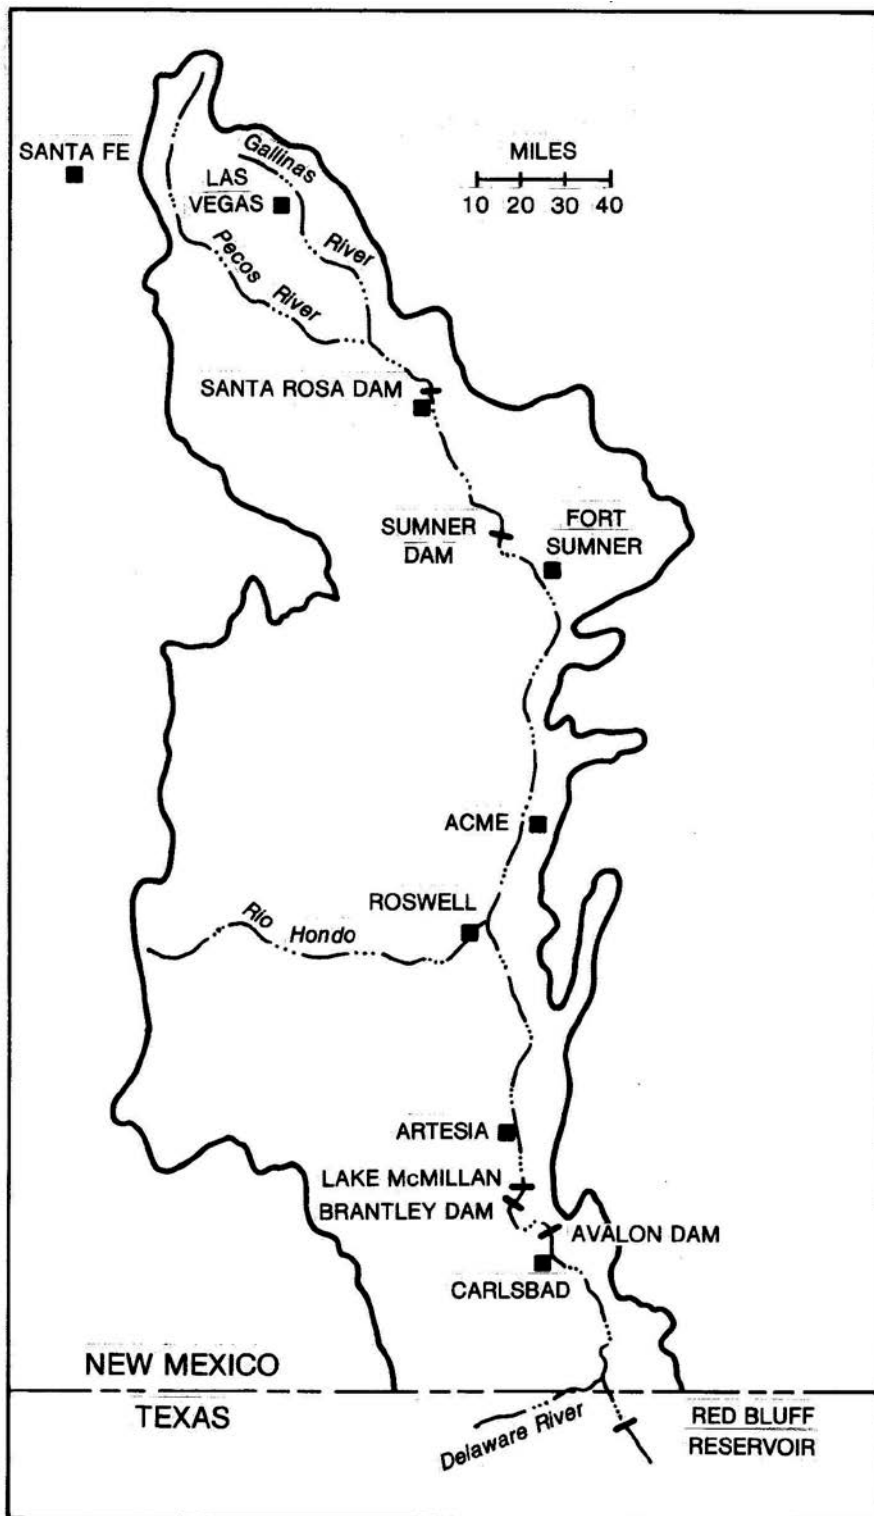 SANTA FE
Gallinas
River
LAS
VEGAS
MILES
10 20 30 40
Pecos
River
SANTA ROSA DAM
SUMNER
DAM
FORT
SUMNER
ACME
ROSWELL
Rio Hondo
ARTESIA
LAKE McMILLAN
BRANTLEY DAM
AVALON DAM
CARLSBAD
NEW MEXICO
TEXAS
Delaware River
RED BLUFF
RESERVOIR